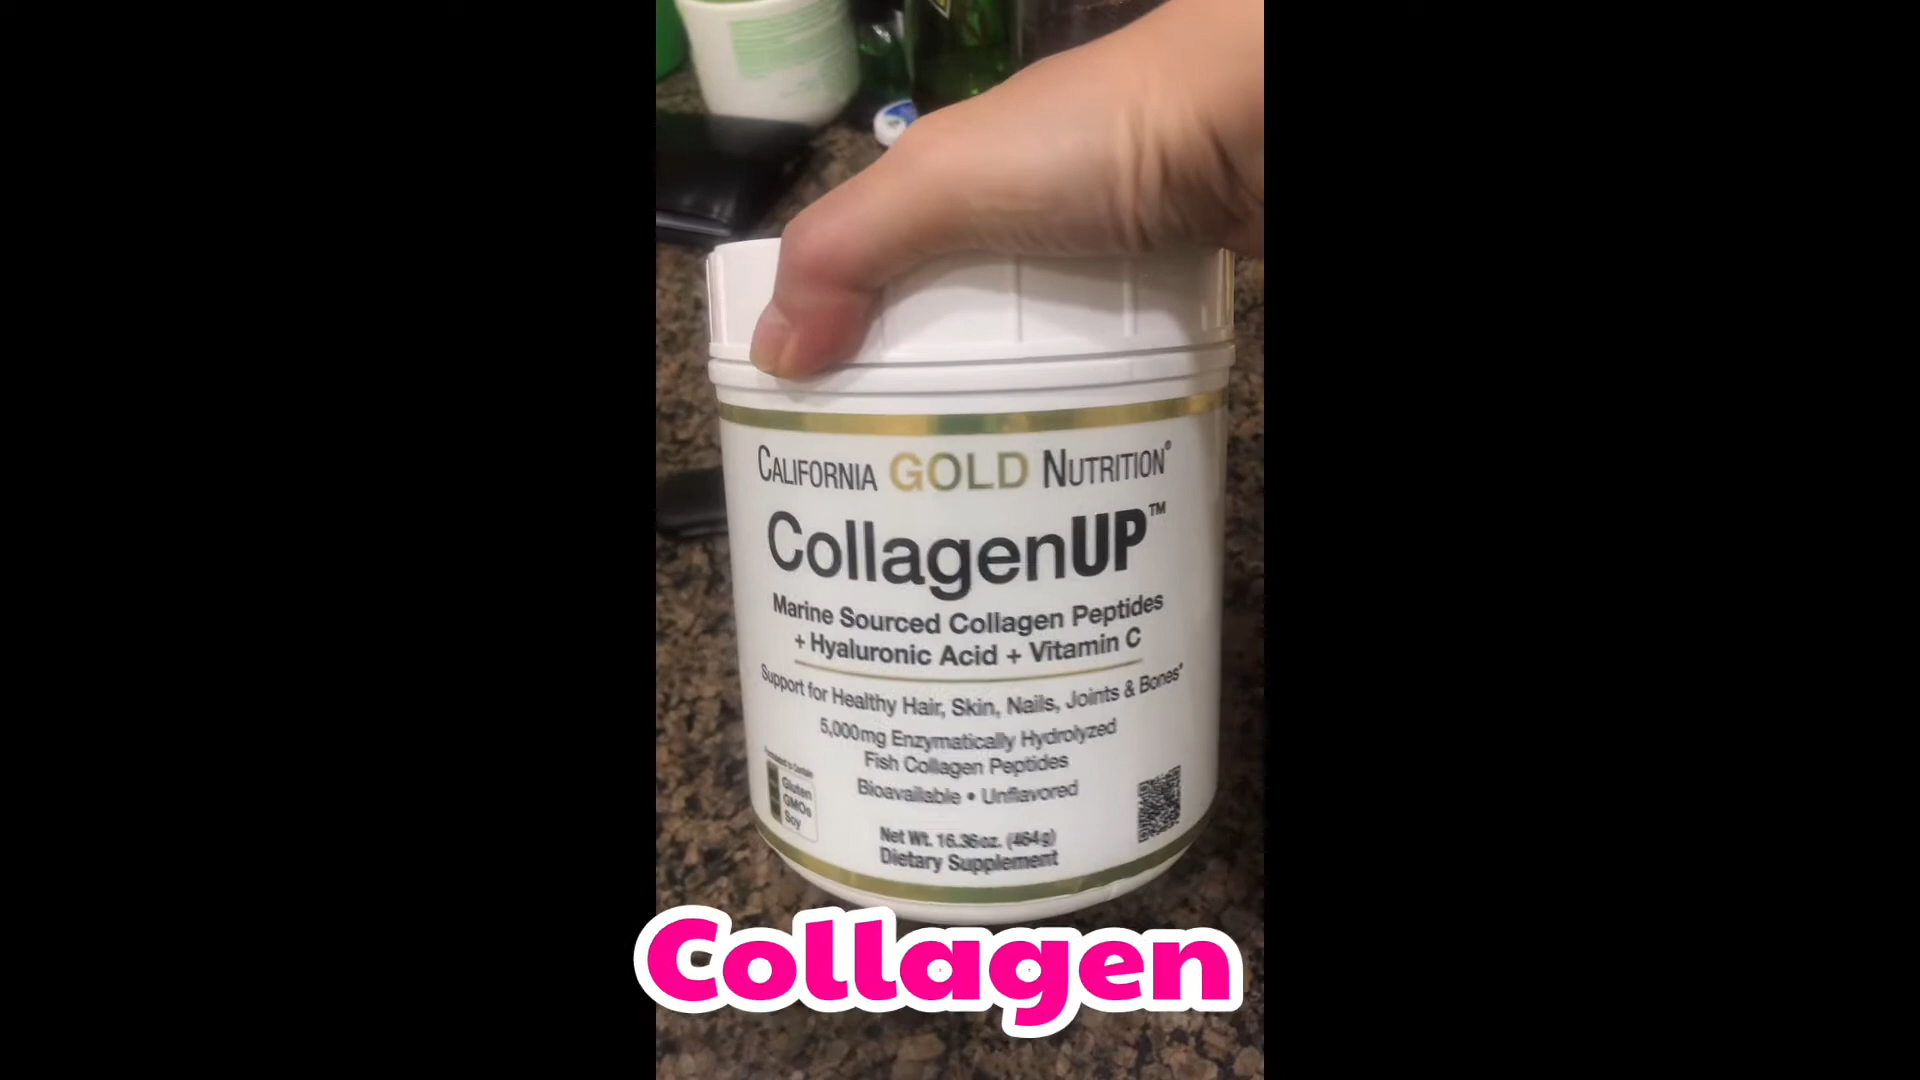 CALIFORNIA GOLD NUTRITION®
CollagenUP™
Marine Sourced Collagen Peptides
+ Hyaluronic Acid + Vitamin C
Support for Healthy Hair, Skin, Nails, Joints & Bones*
5,000mg Enzymatically Hydrolyzed
Fish Collagen Peptides
Bioavailable • Unflavored
Gluten
GMOs
Soy
Net Wt. 16.36oz. (464g)
Dietary Supplement
Collagen